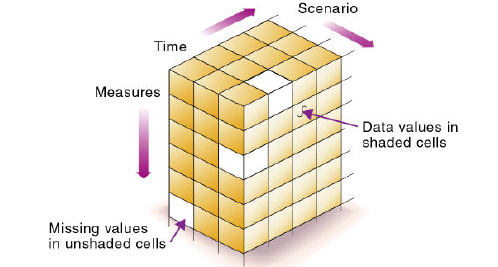 Scenario
Time
Measures
Data values in
shaded cells
Missing values
in unshaded cells